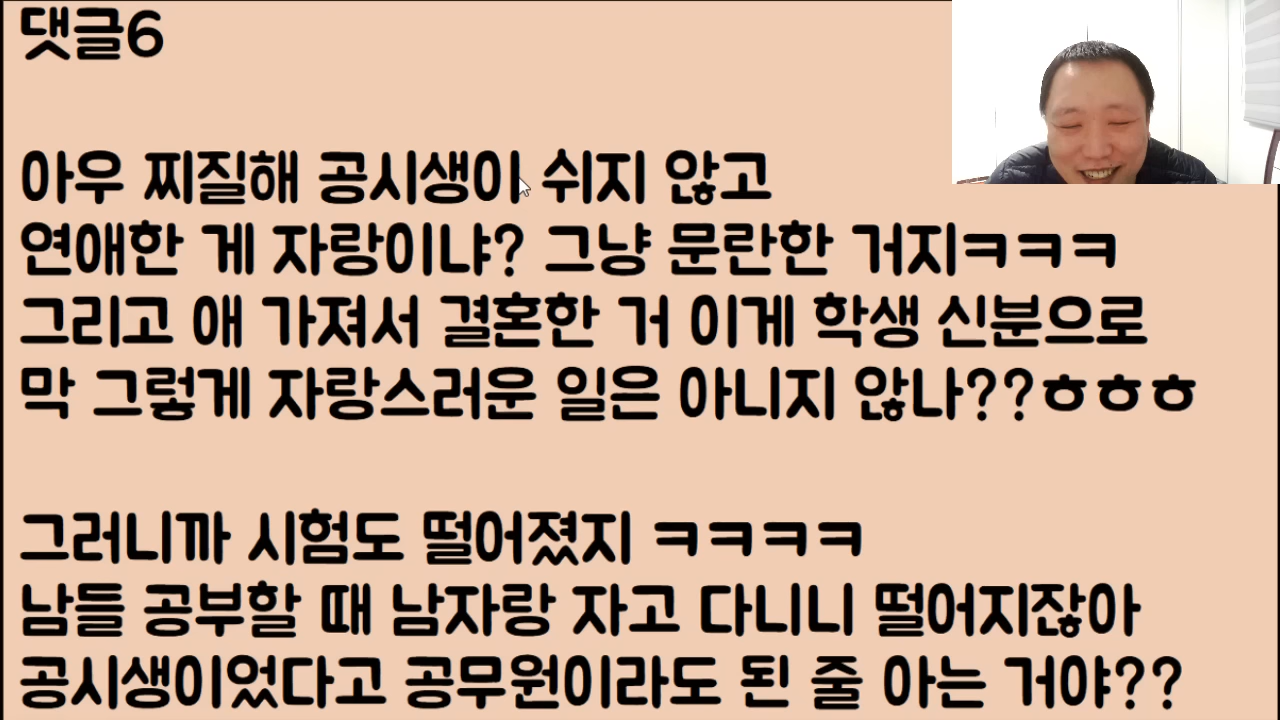 댓글6
아우 찌질해 공시생이 쉬지 않고
연애한 게 자랑이냐? 그냥 문란한 거지ㅋㅋㅋ
그리고 애 가져서 결혼한 거 이게 학생 신분으로
막 그렇게 자랑스러운 일은 아니지 않나??ㅎㅎㅎ
그러니까 시험도 떨어졌지 ㅋㅋㅋㅋ
남들 공부할 때 남자랑 자고 다니니 떨어지잖아
공시생이었다고 공무원이라도 된 줄 아는 거야??